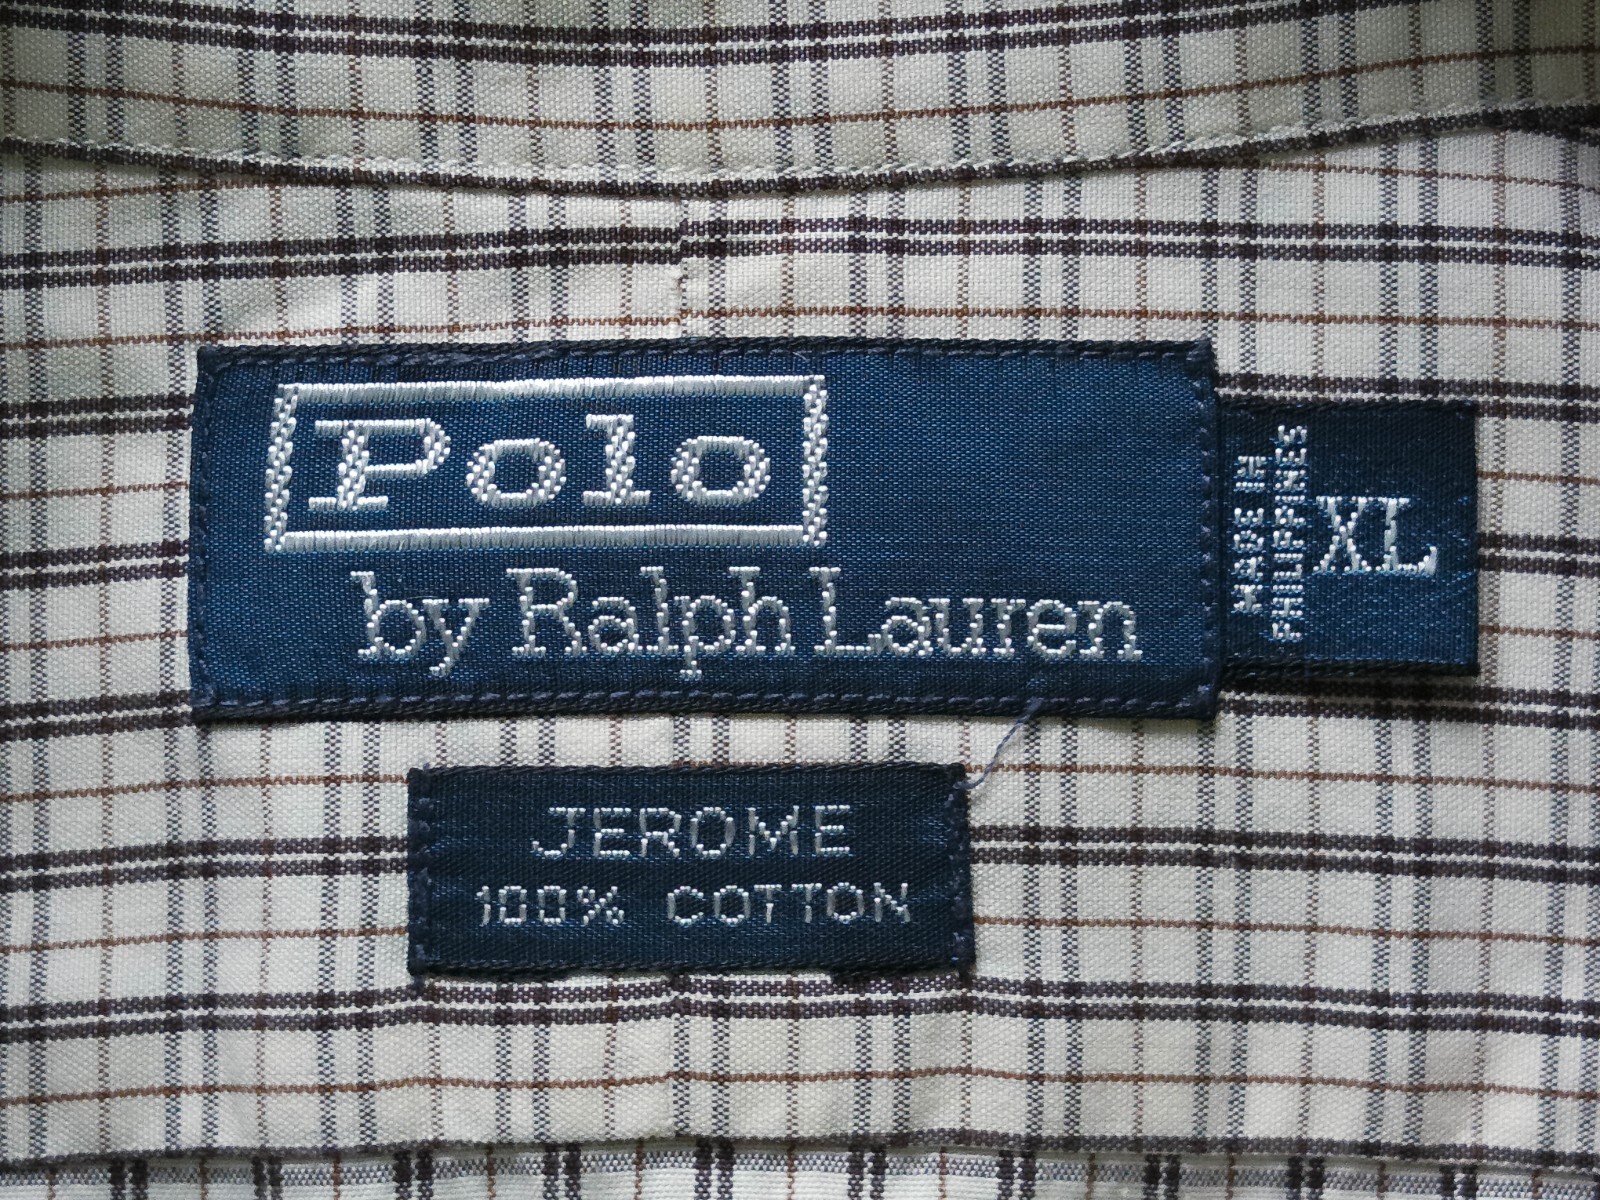 Polo
by Ralph Lauren
MADE IN
PHILIPPINES
XL
JEROME
100% COTTON